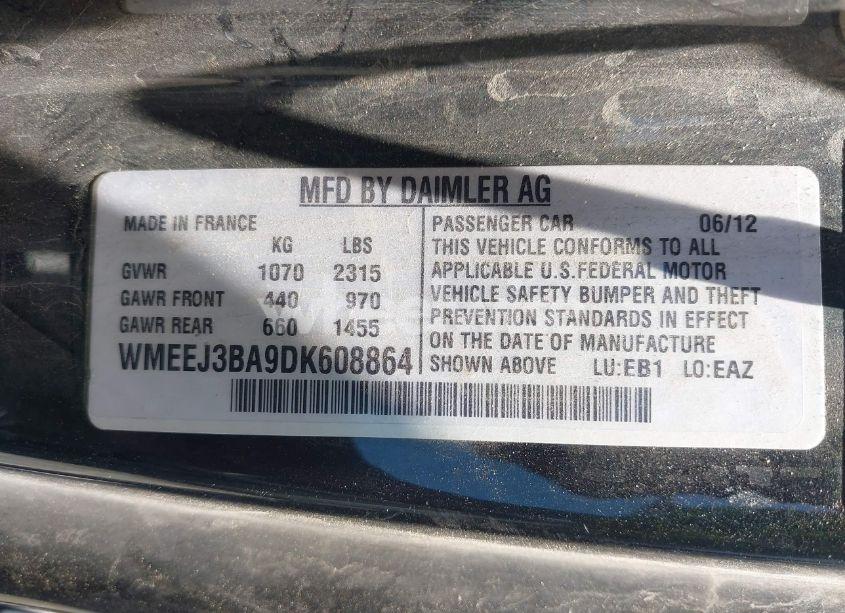 MFD BY DAIMLER AG
MADE IN FRANCE
KG LBS
GVWR 1070 2315
GAWR FRONT 440 970
GAWR REAR 660 1455
WMEEJ3BA9DK608864
PASSENGER CAR 06/12
THIS VEHICLE CONFORMS TO ALL
APPLICABLE U.S.FEDERAL MOTOR
VEHICLE SAFETY BUMPER AND THEFT
PREVENTION STANDARDS IN EFFECT
ON THE DATE OF MANUFACTURE
SHOWN ABOVE LU:EB1 LO:EAZ